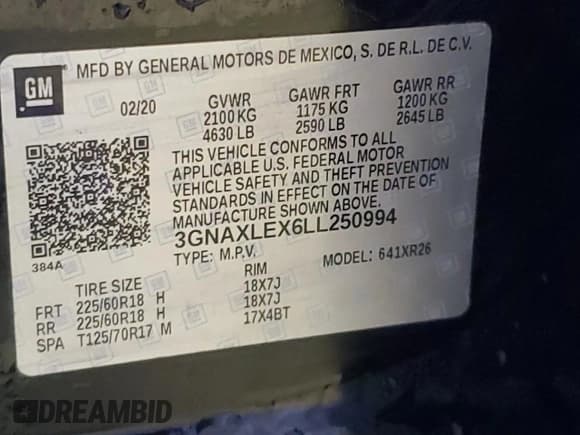 GM
MFD BY GENERAL MOTORS DE MEXICO, S. DE R.L. DE C.V.
02/20 GVWR GAWR FRT GAWR RR
2100 KG 1175 KG 1200 KG
4630 LB 2590 LB 2645 LB
THIS VEHICLE CONFORMS TO ALL
APPLICABLE U.S. FEDERAL MOTOR
VEHICLE SAFETY AND THEFT PREVENTION
STANDARDS IN EFFECT ON THE DATE OF
MANUFACTURE SHOWN ABOVE.
3GNAXLEX6LL250994
384A TYPE: M.P.V. MODEL: 641XR26
TIRE SIZE RIM
FRT 225/60R18 H 18X7J
RR 225/60R18 H 18X7J
SPA T125/70R17 M 17X4BT
DREAMBID